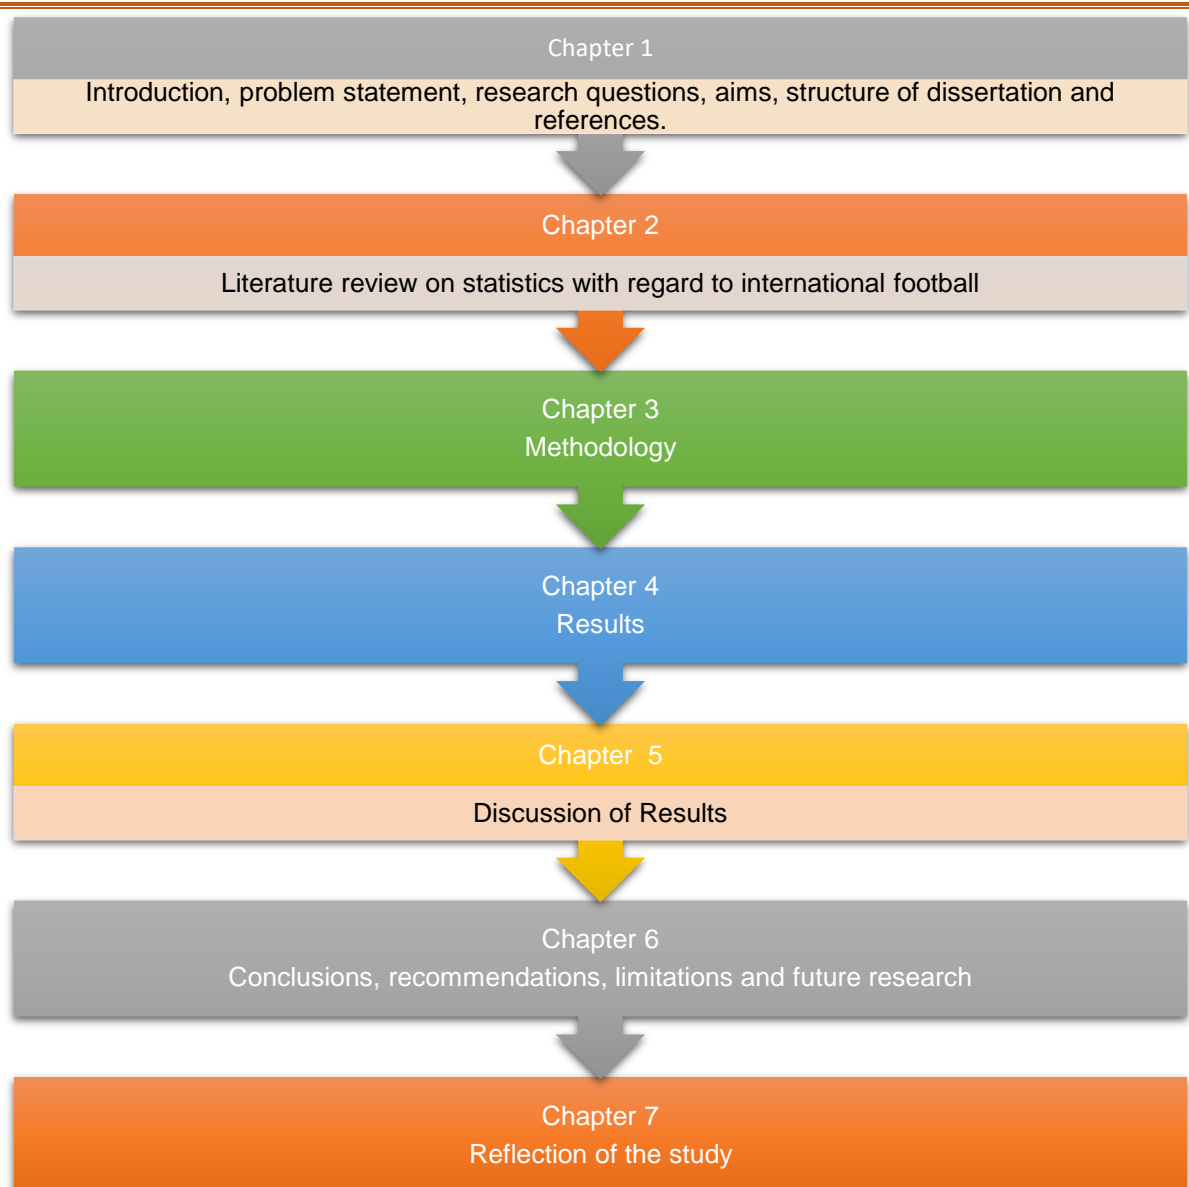 Chapter 1
Introduction, problem statement, research questions, aims, structure of dissertation and
references.
Chapter 2
Literature review on statistics with regard to international football
Chapter 3
Methodology
Chapter 4
Results
Chapter  5
Discussion of Results
Chapter 6
Conclusions, recommendations, limitations and future research
Chapter 7
Reflection of the study